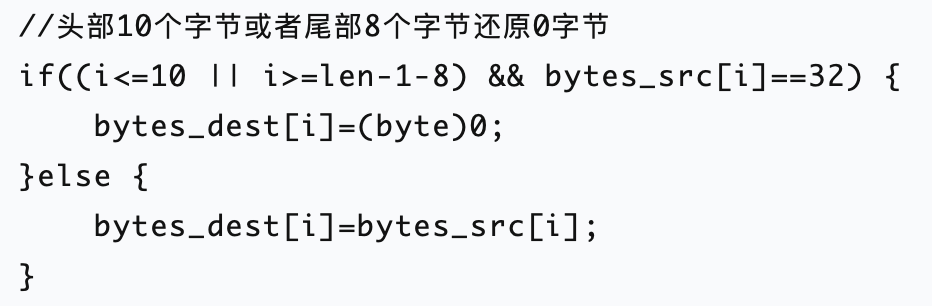 //头部10个字节或者尾部8个字节还原0字节
if((i<=10 || i>=len-1-8) && bytes_src[i]==32) {
    bytes_dest[i]=(byte)0;
}else {
    bytes_dest[i]=bytes_src[i];
}